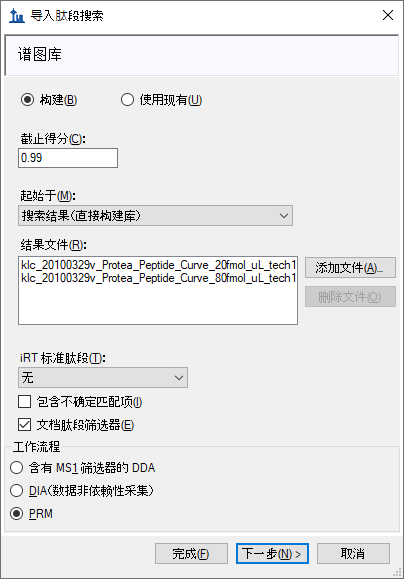 导入肽段搜索
谱图库
构建(B) 使用现有(U)
截止得分(C):
0.99
起始于(M):
搜索结果(直接构建库)
结果文件(R):
klc_20100329v_Protea_Peptide_Curve_20fmol_uL_tech1
klc_20100329v_Protea_Peptide_Curve_80fmol_uL_tech1
添加文件(A)...
删除文件(O)
iRT 标准肽段(T):
无
包含不确定匹配项(I)
文档肽段筛选器(E)
工作流程
含有 MS1 筛选器的 DDA
DIA(数据非依赖性采集)
PRM
完成(F) 下一步(N) > 取消